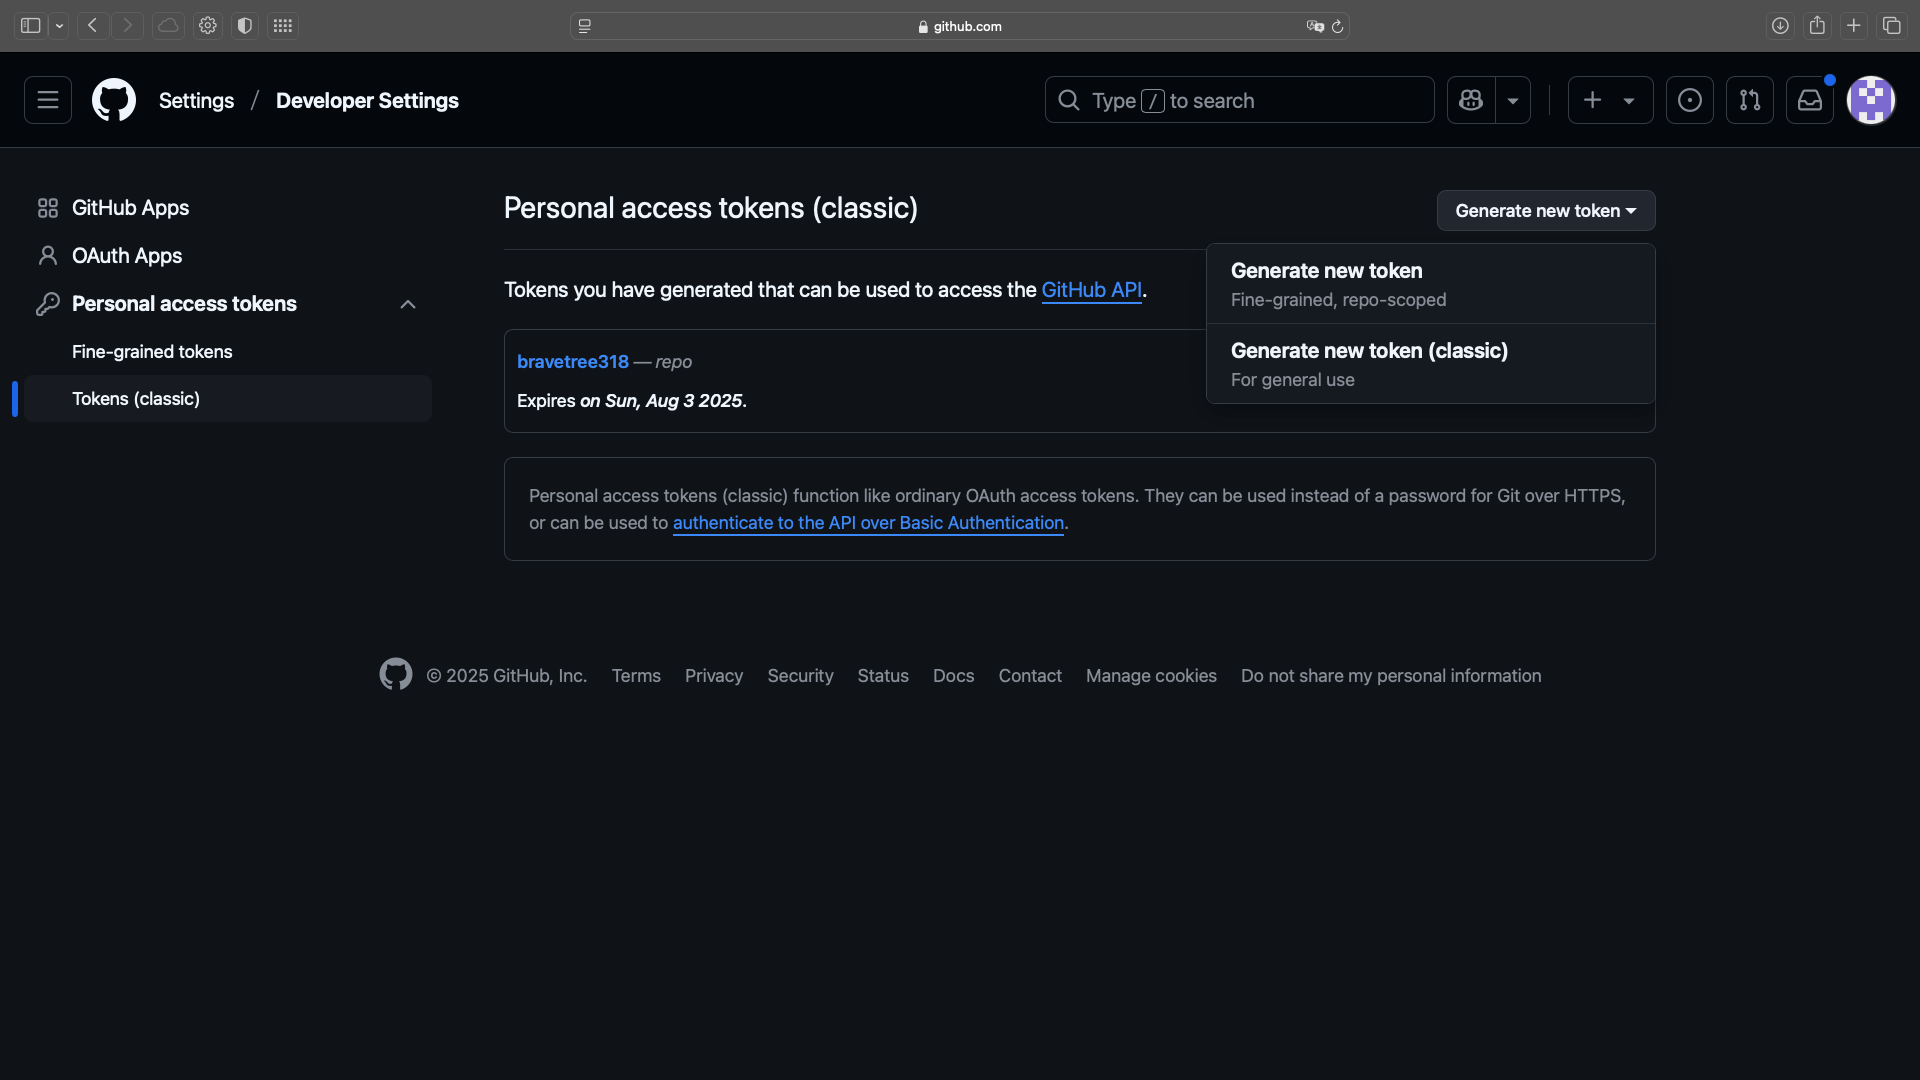 github.com
Settings / Developer Settings
Type / to search
GitHub Apps
OAuth Apps
Personal access tokens
Fine-grained tokens
Tokens (classic)
Personal access tokens (classic)
Generate new token
Generate new token
Fine-grained, repo-scoped
Generate new token (classic)
For general use
Tokens you have generated that can be used to access the GitHub API.
bravetree318 — repo
Expires on Sun, Aug 3 2025.
Personal access tokens (classic) function like ordinary OAuth access tokens. They can be used instead of a password for Git over HTTPS,
or can be used to authenticate to the API over Basic Authentication.
© 2025 GitHub, Inc. Terms Privacy Security Status Docs Contact Manage cookies Do not share my personal information